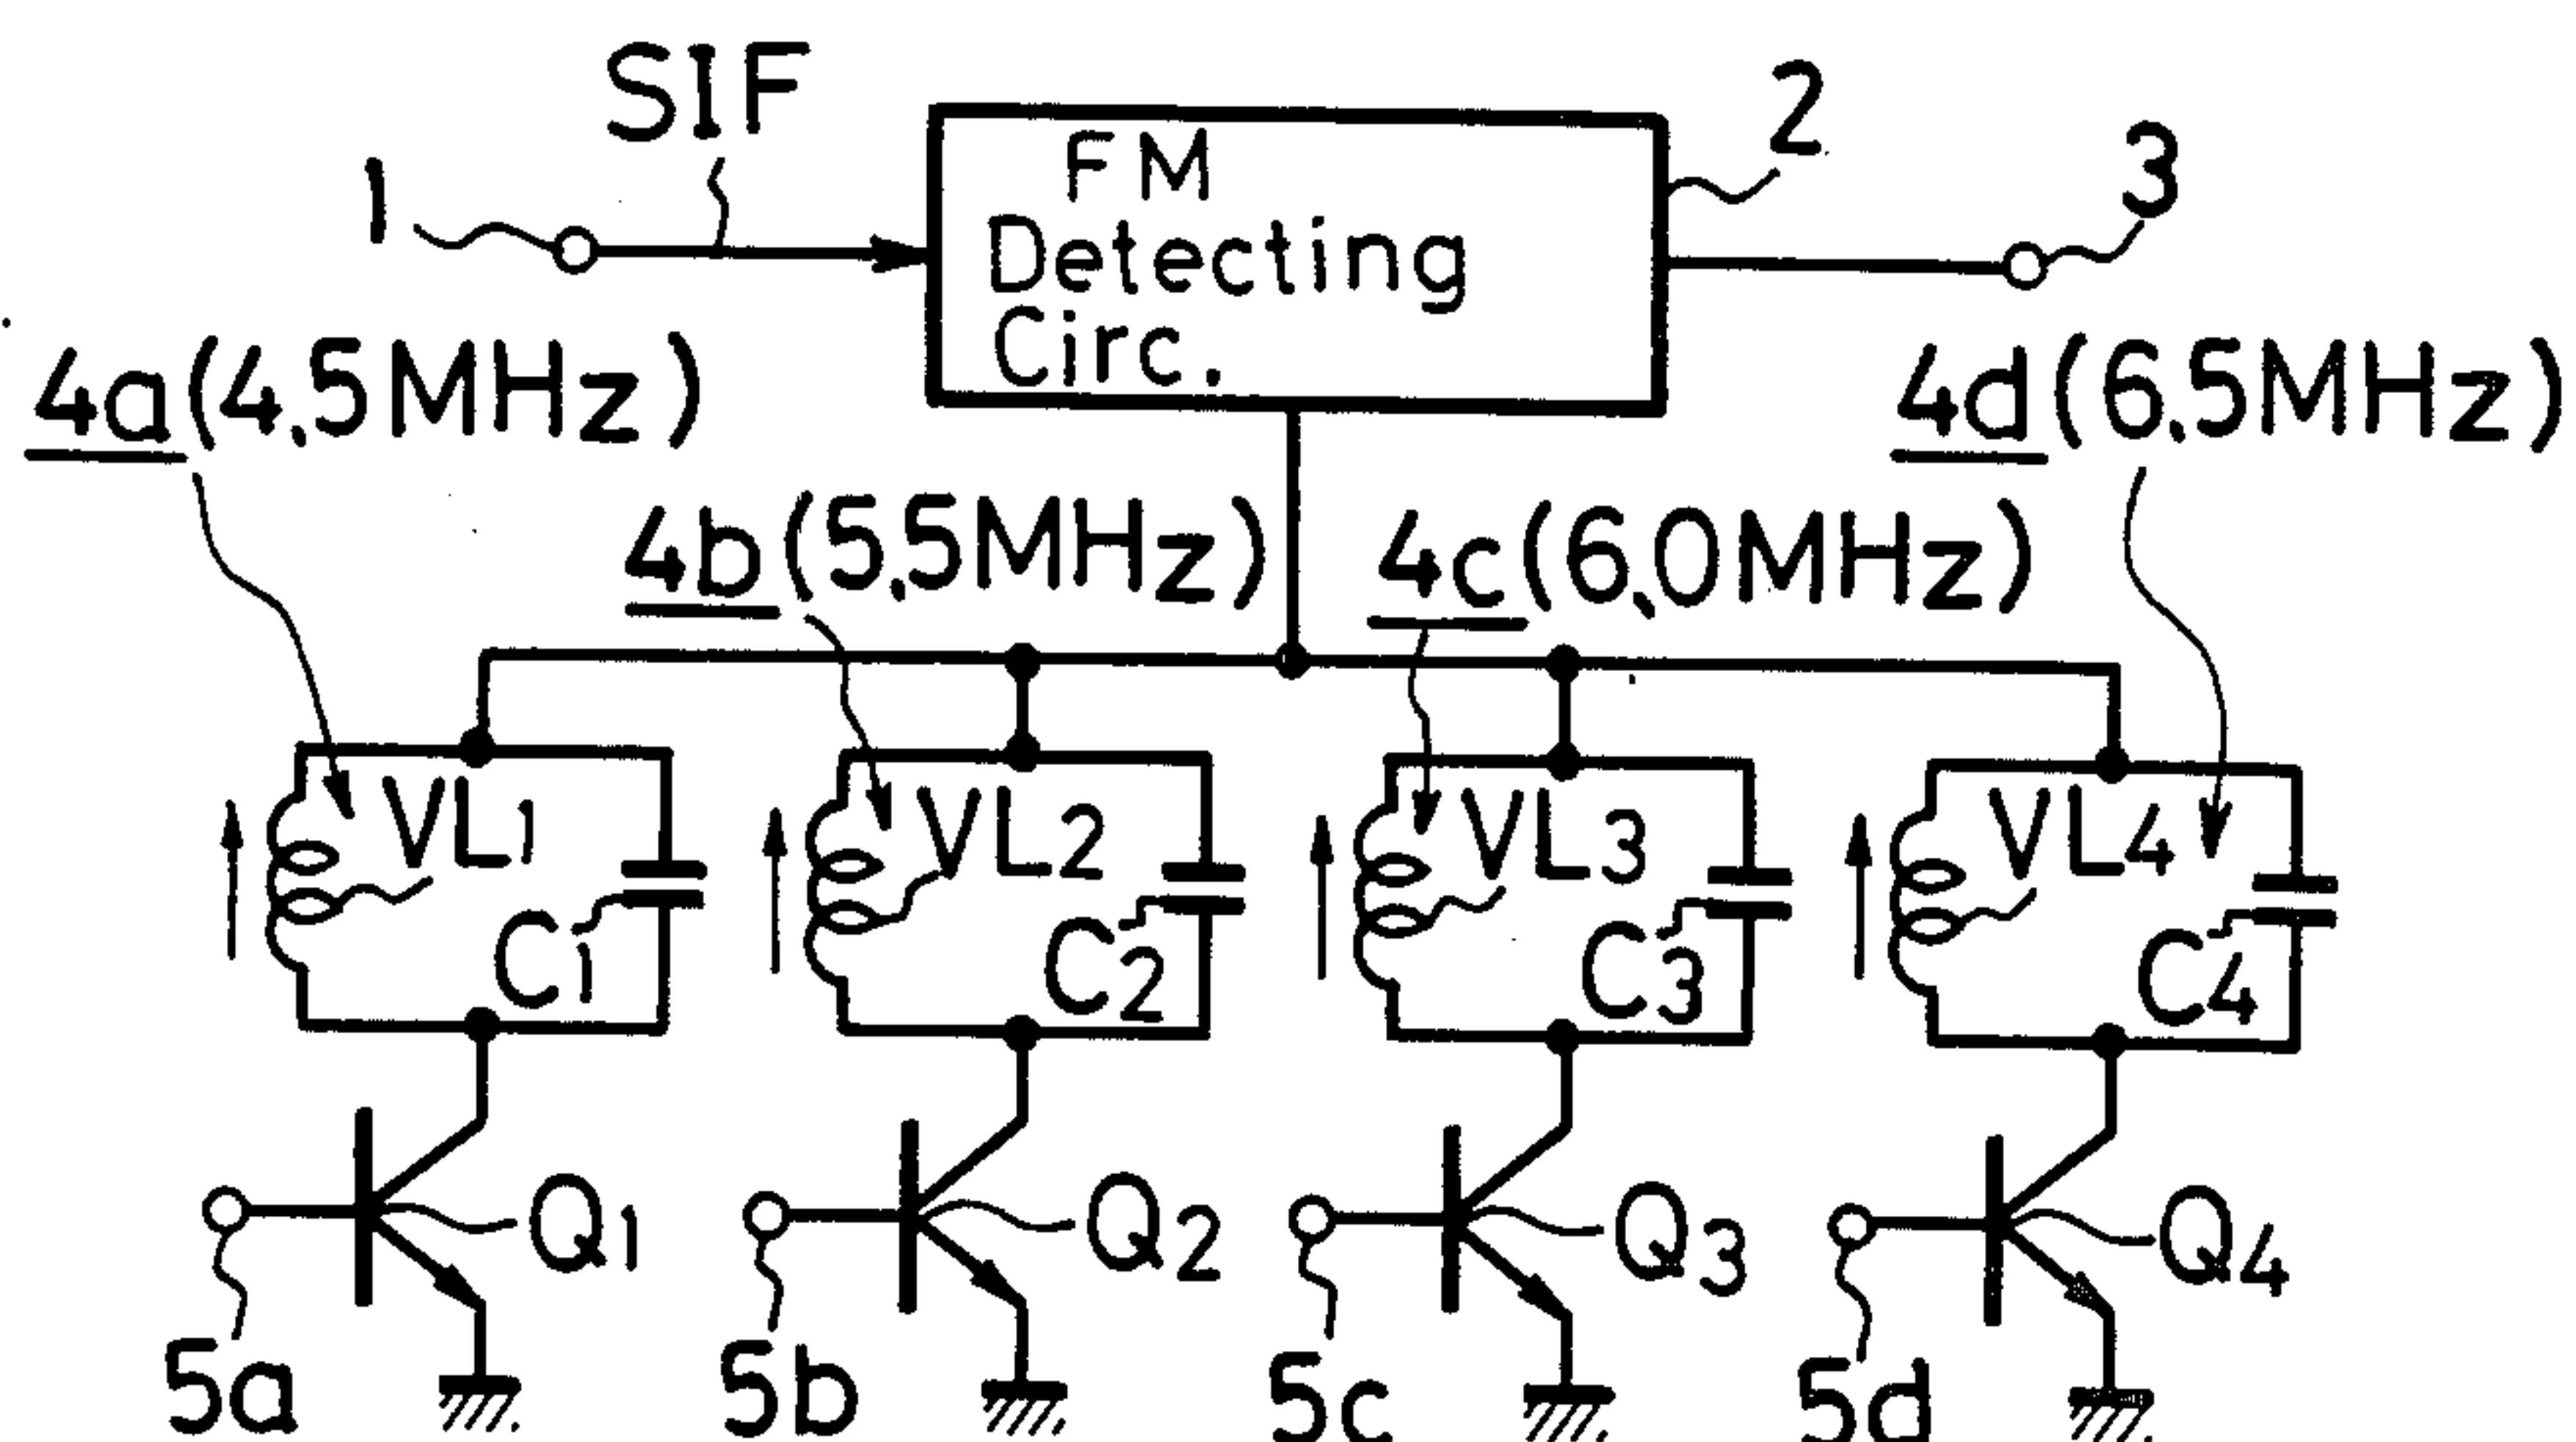 SIF
1
FM
Detecting
Circ.
2
3
4a(4.5MHz)
4b(5.5MHz)
4c(6.0MHz)
4d(6.5MHz)
VL1
C1
VL2
C2
VL3
C3
VL4
C4
Q1
Q2
Q3
Q4
5a
5b
5c
5d